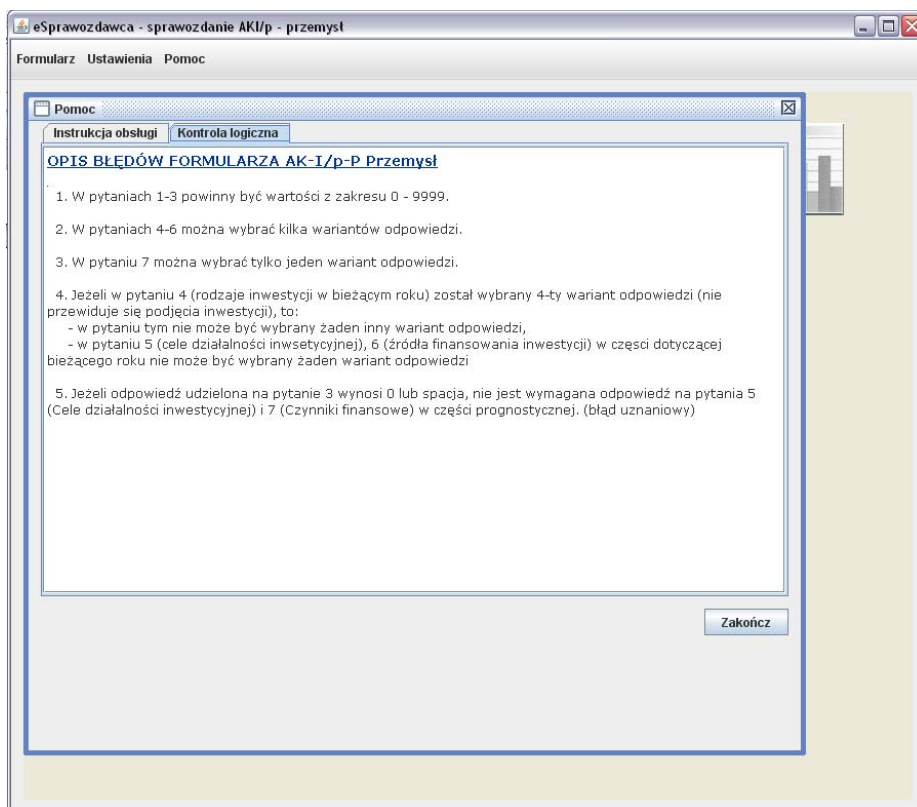 eSprawozdawca - sprawozdanie AKI/p - przemysł
Formularz Ustawienia Pomoc
Pomoc
Instrukcja obsługi Kontrola logiczna
OPIS BŁĘDÓW FORMULARZA AK-I/p-P Przemysł
1. W pytaniach 1-3 powinny być wartości z zakresu 0 - 9999.
2. W pytaniach 4-6 można wybrać kilka wariantów odpowiedzi.
3. W pytaniu 7 można wybrać tylko jeden wariant odpowiedzi.
4. Jeżeli w pytaniu 4 (rodzaje inwestycji w bieżącym roku) został wybrany 4-ty wariant odpowiedzi (nie
przewiduje się podjęcia inwestycji), to:
- w pytaniu tym nie może być wybrany żaden inny wariant odpowiedzi,
- w pytaniu 5 (cele działalności inwsetycyjnej), 6 (źródła finansowania inwestycji) w częsci dotyczącej
bieżącego roku nie może być wybrany żaden wariant odpowiedzi
5. Jeżeli odpowiedź udzielona na pytanie 3 wynosi 0 lub spacja, nie jest wymagana odpowiedź na pytania 5
(Cele działalności inwestycyjnej) i 7 (Czynniki finansowe) w części prognostycznej. (błąd uznaniowy)
Zakończ